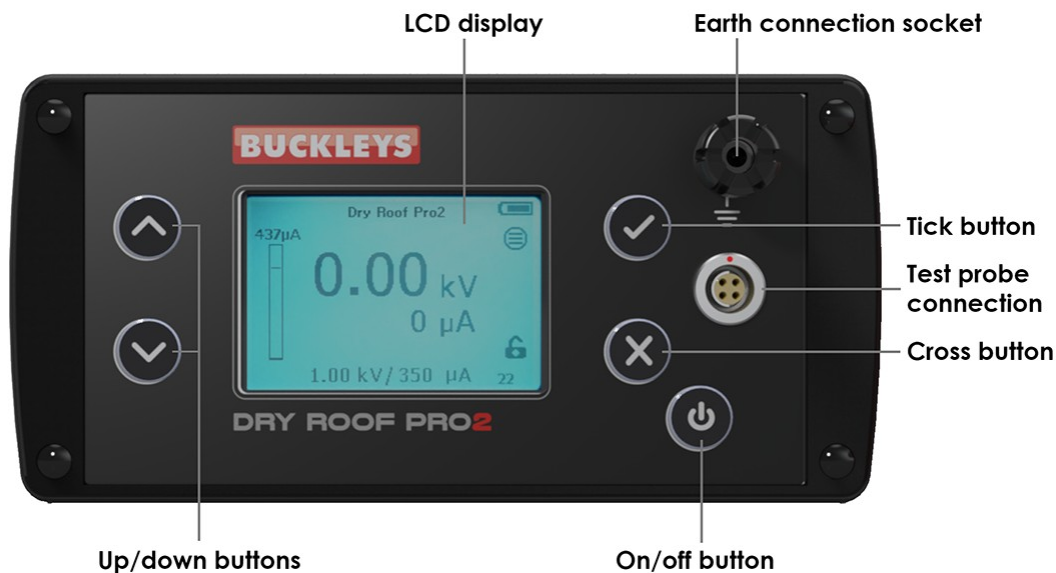 LCD display
Earth connection socket
BUCKLEYS
Dry Roof Pro2
437µA
0.00 kV
0 µA
1.00 kV/350 µA
22
DRY ROOF PRO2
Tick button
Test probe
connection
Cross button
Up/down buttons
On/off button